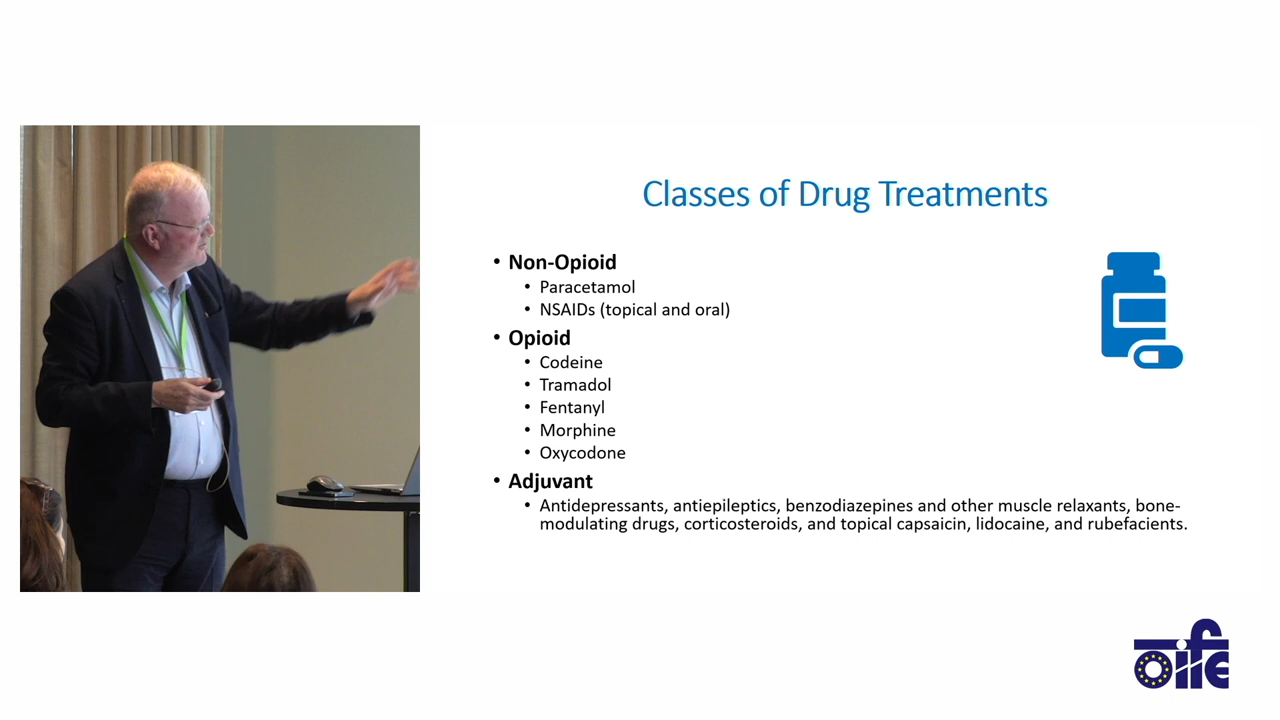 Classes of Drug Treatments
• Non-Opioid
• Paracetamol
• NSAIDs (topical and oral)
• Opioid
• Codeine
• Tramadol
• Fentanyl
• Morphine
• Oxycodone
• Adjuvant
• Antidepressants, antiepileptics, benzodiazepines and other muscle relaxants, bone-
modulating drugs, corticosteroids, and topical capsaicin, lidocaine, and rubefacients.
oife